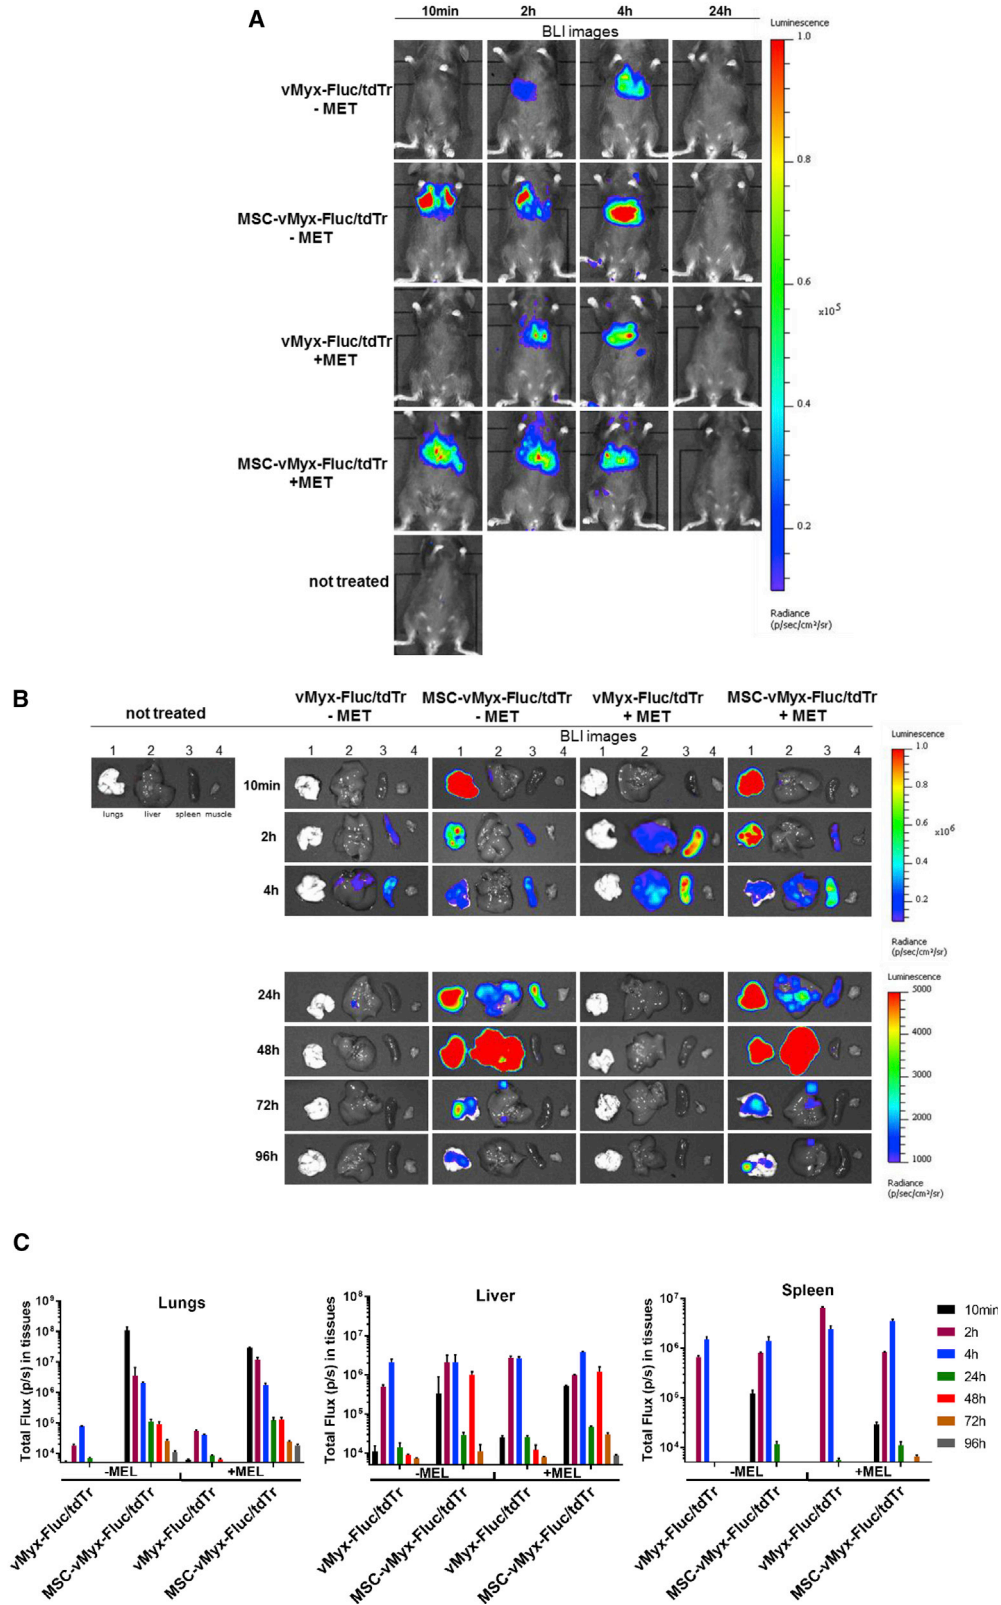 A
10min 2h 4h 24h
BLI images
Luminescence
1.0
0.8
0.6
x10⁵
0.4
0.2
Radiance
(p/sec/cm²/sr)
vMyx-Fluc/tdTr
- MET
MSC-vMyx-Fluc/tdTr
- MET
vMyx-Fluc/tdTr
+MET
MSC-vMyx-Fluc/tdTr
+MET
not treated
B
not treated
vMyx-Fluc/tdTr
- MET
MSC-vMyx-Fluc/tdTr
- MET
vMyx-Fluc/tdTr
+ MET
MSC-vMyx-Fluc/tdTr
+ MET
BLI images
1 2 3 4
lungs liver spleen muscle
1 2 3 4 1 2 3 4 1 2 3 4 1 2 3 4
10min
2h
4h
24h
48h
72h
96h
Luminescence
1.0
0.8
0.6
x10⁶
0.4
0.2
Radiance
(p/sec/cm²/sr)
Luminescence
5000
4000
3000
2000
1000
Radiance
(p/sec/cm²/sr)
C
Lungs
Total Flux (p/s) in tissues
10⁹
10⁸
10⁷
10⁶
10⁵
10⁴
-MEL +MEL
vMyx-Fluc/tdTr
MSC-vMyx-Fluc/tdTr
vMyx-Fluc/tdTr
MSC-vMyx-Fluc/tdTr
Liver
Total Flux (p/s) in tissues
10⁸
10⁷
10⁶
10⁵
10⁴
-MEL +MEL
vMyx-Fluc/tdTr
MSC-vMyx-Fluc/tdTr
vMyx-Fluc/tdTr
MSC-vMyx-Fluc/tdTr
Spleen
Total Flux (p/s) in tissues
10⁷
10⁶
10⁵
10⁴
-MEL +MEL
vMyx-Fluc/tdTr
MSC-vMyx-Fluc/tdTr
vMyx-Fluc/tdTr
MSC-vMyx-Fluc/tdTr
10min
2h
4h
24h
48h
72h
96h